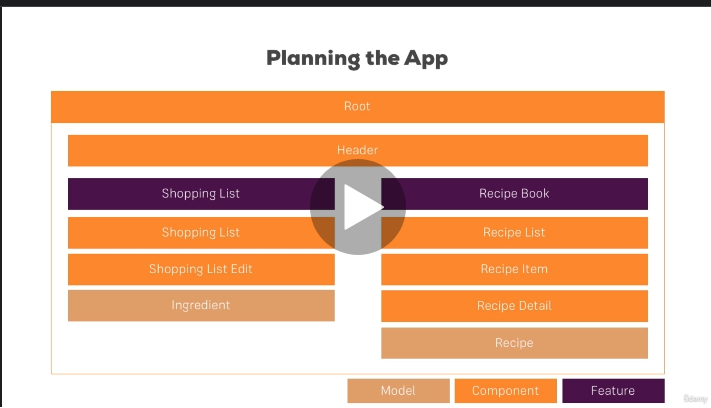 Planning the App
Root
Header
Shopping List
Recipe Book
Shopping List
Recipe List
Shopping List Edit
Recipe Item
Ingredient
Recipe Detail
Recipe
Model
Component
Feature
Udemy